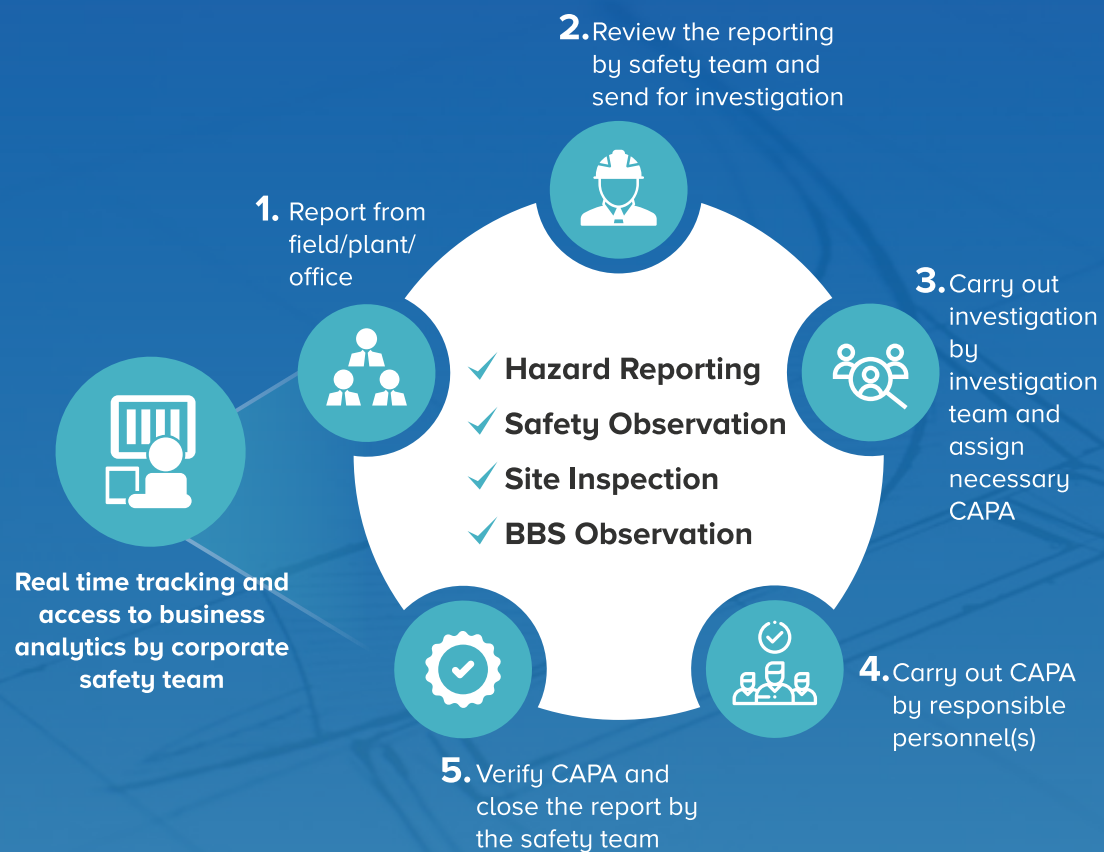 1. Report from
field/plant/
office
2. Review the reporting
by safety team and
send for investigation
3. Carry out
investigation
by
investigation
team and
assign
necessary
CAPA
4. Carry out CAPA
by responsible
personnel(s)
5. Verify CAPA and
close the report by
the safety team
Hazard Reporting
Safety Observation
Site Inspection
BBS Observation
Real time tracking and
access to business
analytics by corporate
safety team